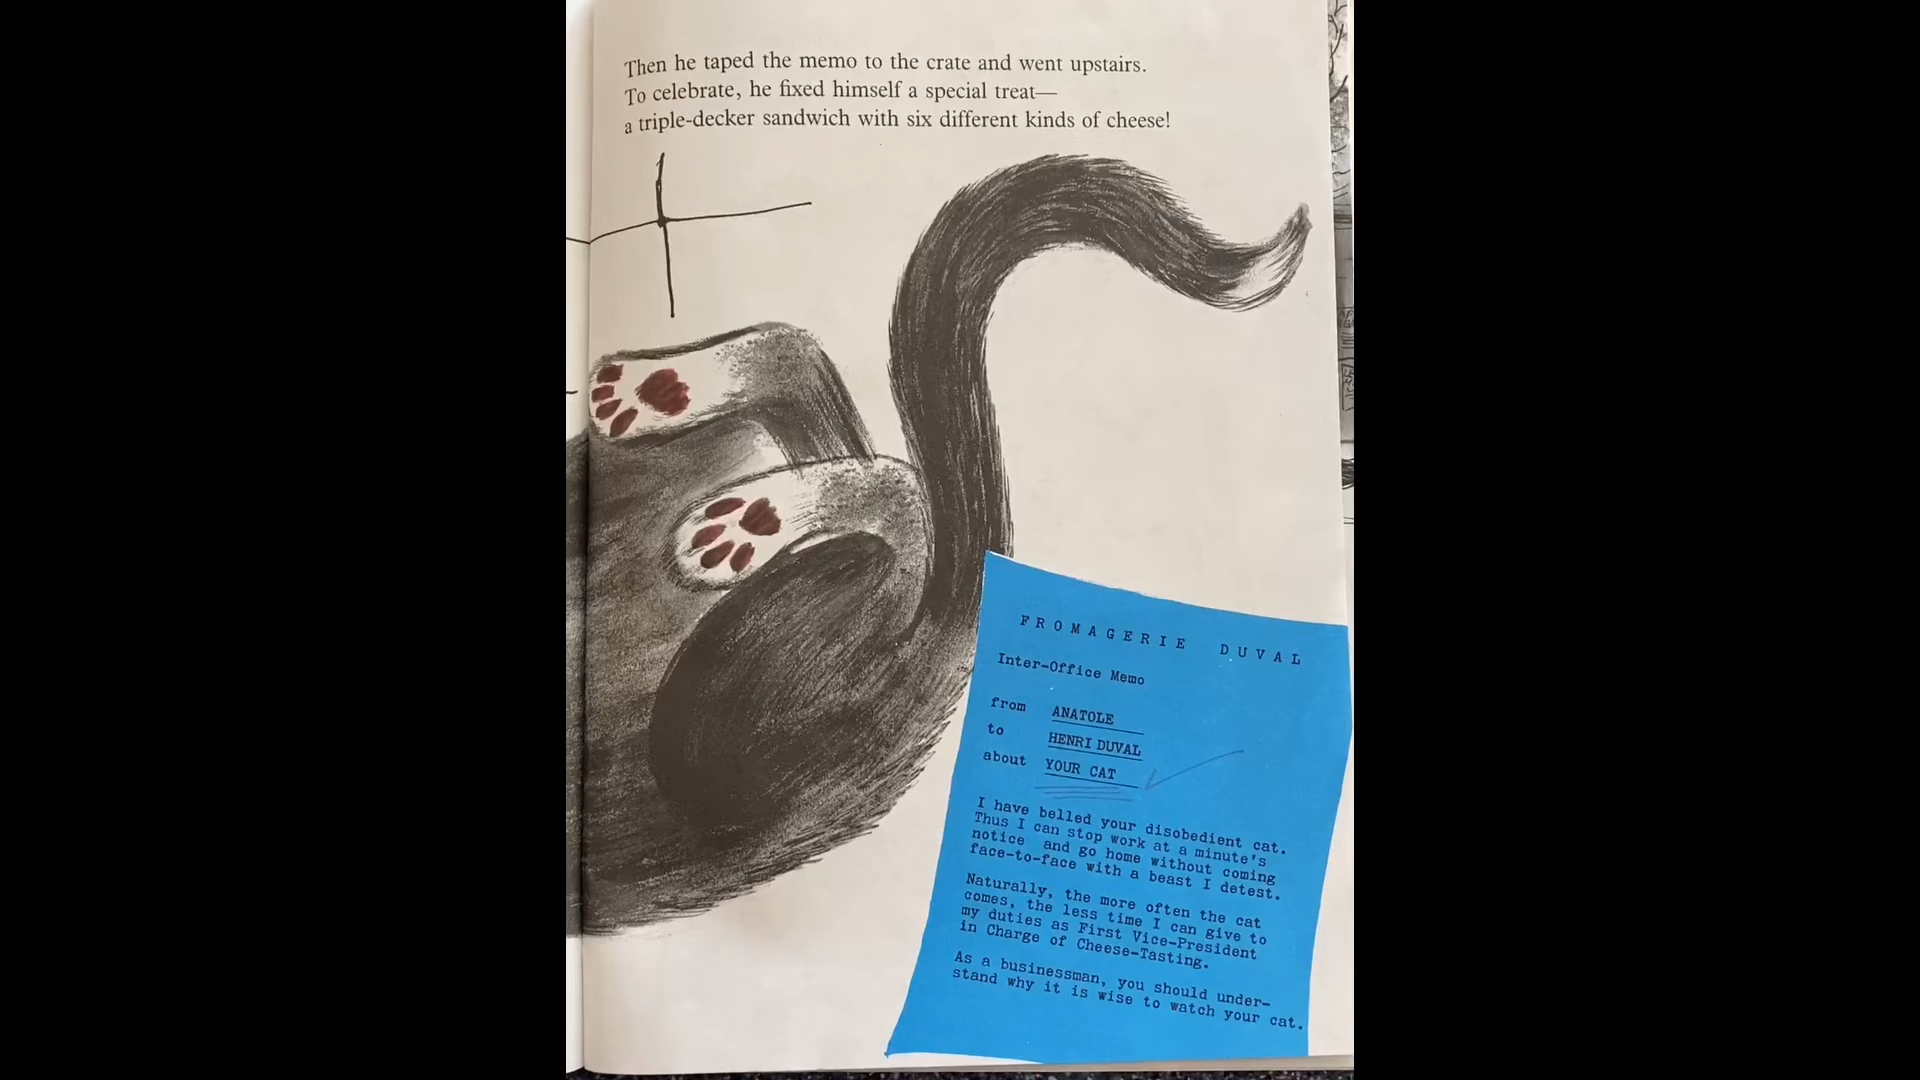 Then he taped the memo to the crate and went upstairs.
To celebrate, he fixed himself a special treat—
a triple-decker sandwich with six different kinds of cheese!
FROMAGERIE DUVAL
Inter-Office Memo
from ANATOLE
to HENRI DUVAL
about YOUR CAT
I have belled your disobedient cat.
Thus I can stop work at a minute's
notice and go home without coming
face-to-face with a beast I detest.
Naturally, the more often the cat
comes, the less time I can give to
my duties as First Vice-President
in Charge of Cheese-Tasting.
As a businessman, you should under-
stand why it is wise to watch your cat.